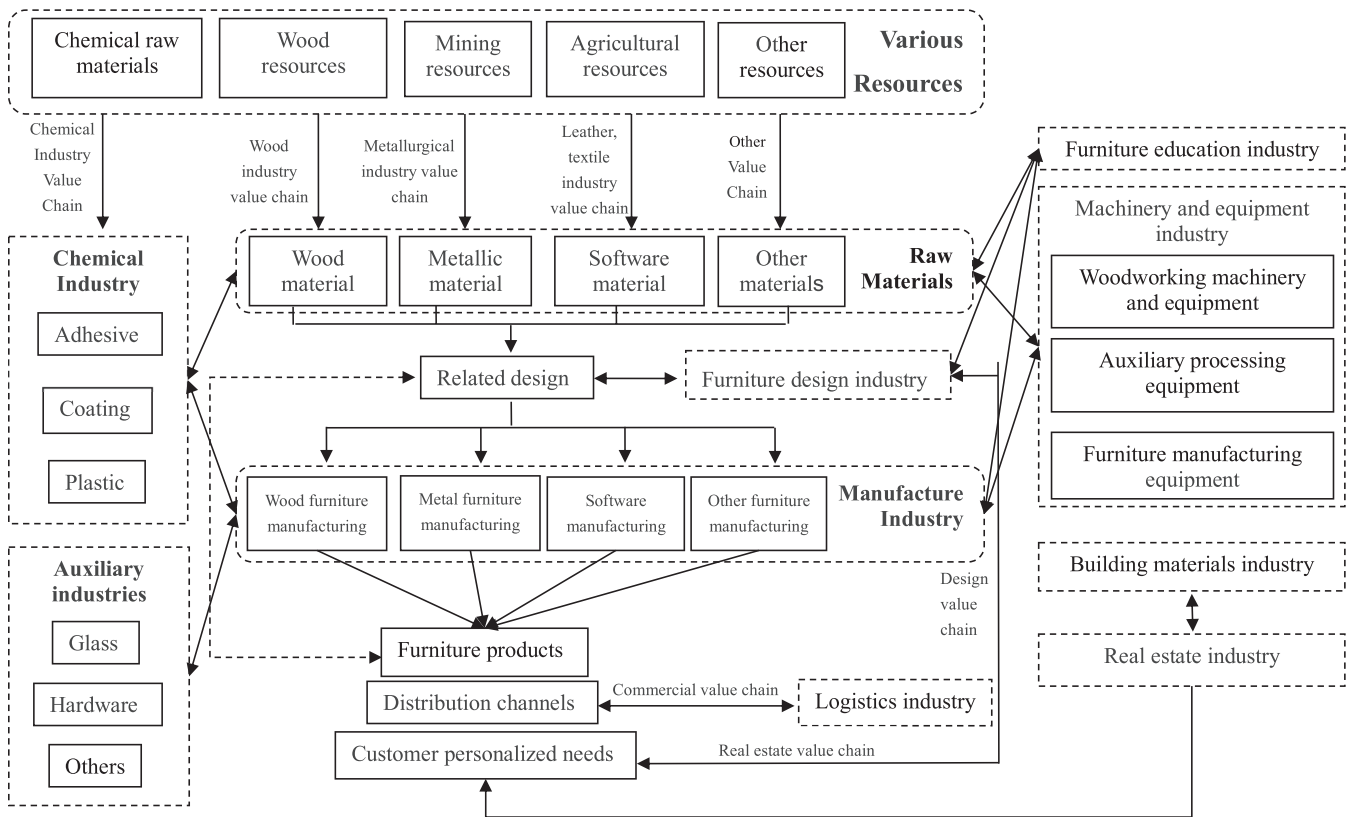 Chemical raw
materials
Wood
resources
Mining
resources
Agricultural
resources
Other
resources
Various
Resources
Chemical
Industry
Value
Chain
Wood
industry
value chain
Metallurgical
industry value
chain
Leather,
textile
industry
value chain
Other
Value
Chain
Chemical
Industry
Adhesive
Coating
Plastic
Wood
material
Metallic
material
Software
material
Other
materials
Raw
Materials
Related design
Furniture design industry
Wood furniture
manufacturing
Metal furniture
manufacturing
Software
manufacturing
Other furniture
manufacturing
Manufacture
Industry
Auxiliary
industries
Glass
Hardware
Others
Furniture products
Distribution channels
Commercial value chain
Logistics industry
Customer personalized needs
Real estate value chain
Design
value
chain
Furniture education industry
Machinery and equipment
industry
Woodworking machinery
and equipment
Auxiliary processing
equipment
Furniture manufacturing
equipment
Building materials industry
Real estate industry